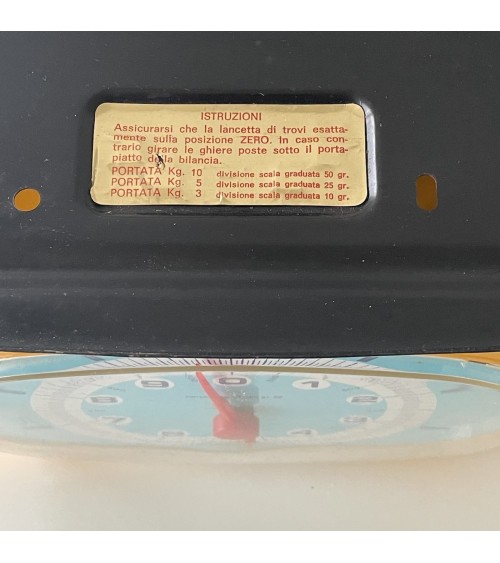 ISTRUZIONI
Assicurarsi che la lancetta di trovi esatta-
mente sulla posizione ZERO. In caso con-
trario girare le ghiere poste sotto il porta-
piatto della bilancia.
PORTATA Kg. 10 divisione scala graduata 50 gr.
PORTATA Kg. 5 divisione scala graduata 25 gr.
PORTATA Kg. 3 divisione scala graduata 10 gr.
9 0 1
2
3